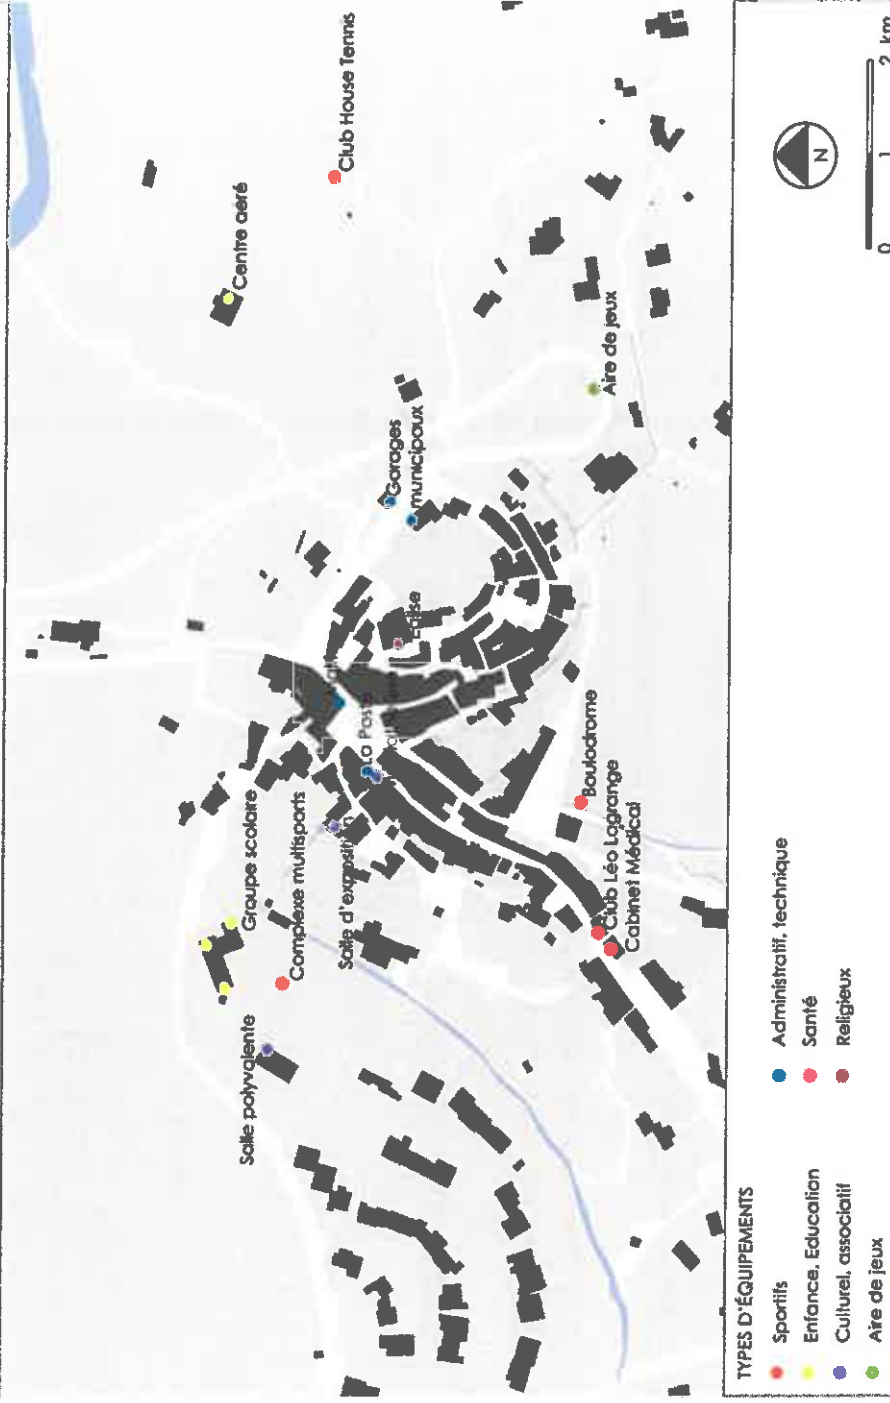 Club House Tennis
Centre aéré
Aire de jeux
Garages
municipaux
Eglise
La Poste
Boulodrome
Club Léo Lagrange
Cabinet Médical
Groupe scolaire
Complexe multisports
Salle d'exposition
Salle polyvalente
TYPES D'ÉQUIPEMENTS
Sportifs
Enfance, Education
Culturel, associatif
Aire de jeux
Administratif, technique
Santé
Religieux
N
0 1 2 km